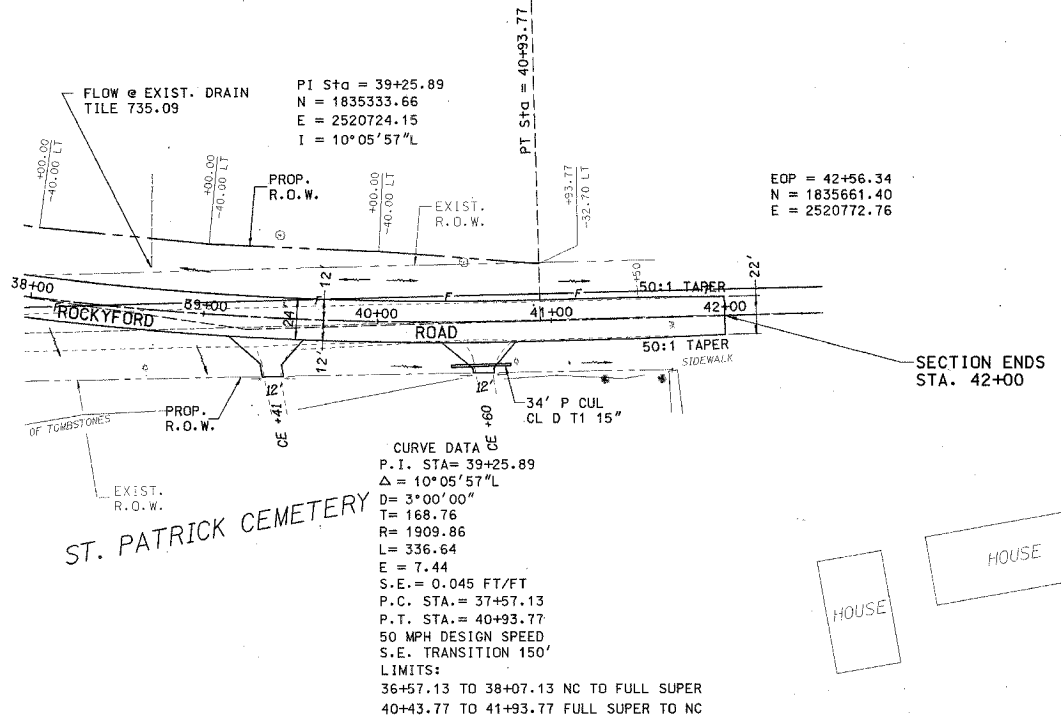 PT Sta = 40+93.77
FLOW @ EXIST. DRAIN
TILE 735.09
PI Sta = 39+25.89
N = 1835333.66
E = 2520724.15
I = 10°05'57"L
+00.00
-40.00 LT
+00.00
-40.00 LT
+00.00
-40.00 LT
+93.77
-32.70 LT
PROP.
R.O.W.
EXIST.
R.O.W.
EOP = 42+56.34
N = 1835661.40
E = 2520772.76
38+00
39+00
40+00
41+00
42+00
+50
12'
24'
12'
22'
F
F
F
50:1 TAPER
50:1 TAPER
ROCKYFORD
ROAD
SIDEWALK
SECTION ENDS
STA. 42+00
12'
12'
CE +41
CE +60
34' P CUL
CL D T1 15"
PROP.
R.O.W.
OF TOMBSTONES
EXIST.
R.O.W.
ST. PATRICK CEMETERY
CURVE DATA
P.I. STA= 39+25.89
Δ = 10°05'57"L
D= 3°00'00"
T= 168.76
R= 1909.86
L= 336.64
E = 7.44
S.E.= 0.045 FT/FT
P.C. STA.= 37+57.13
P.T. STA.= 40+93.77
50 MPH DESIGN SPEED
S.E. TRANSITION 150'
LIMITS:
36+57.13 TO 38+07.13 NC TO FULL SUPER
40+43.77 TO 41+93.77 FULL SUPER TO NC
HOUSE
HOUSE